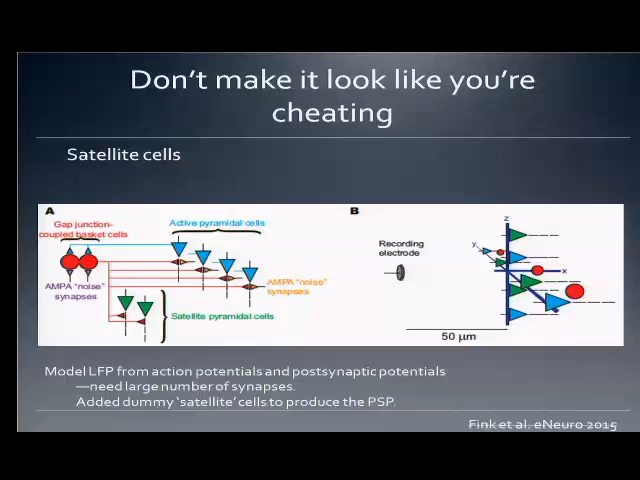 Don't make it look like you're
cheating
Satellite cells
A
B
Gap junction-
coupled basket cells
Active pyramidal cells
AMPA "noise"
synapses
AMPA "noise"
synapses
Satellite pyramidal cells
Recording
electrode
z
y
x
50 µm
Model LFP from action potentials and postsynaptic potentials
—need large number of synapses.
Added dummy 'satellite' cells to produce the PSP.
Fink et al. eNeuro 2015